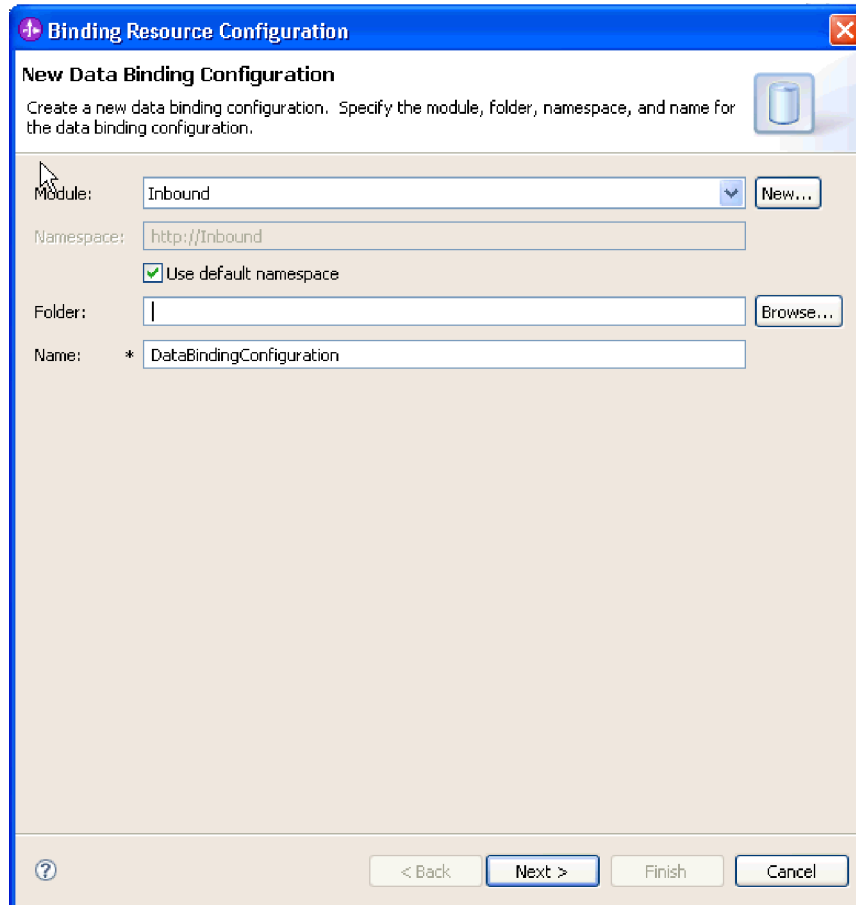 Binding Resource Configuration
New Data Binding Configuration
Create a new data binding configuration. Specify the module, folder, namespace, and name for
the data binding configuration.
Module: Inbound New...
Namespace: http://Inbound
Use default namespace
Folder: Browse...
Name: * DataBindingConfiguration
? < Back Next > Finish Cancel